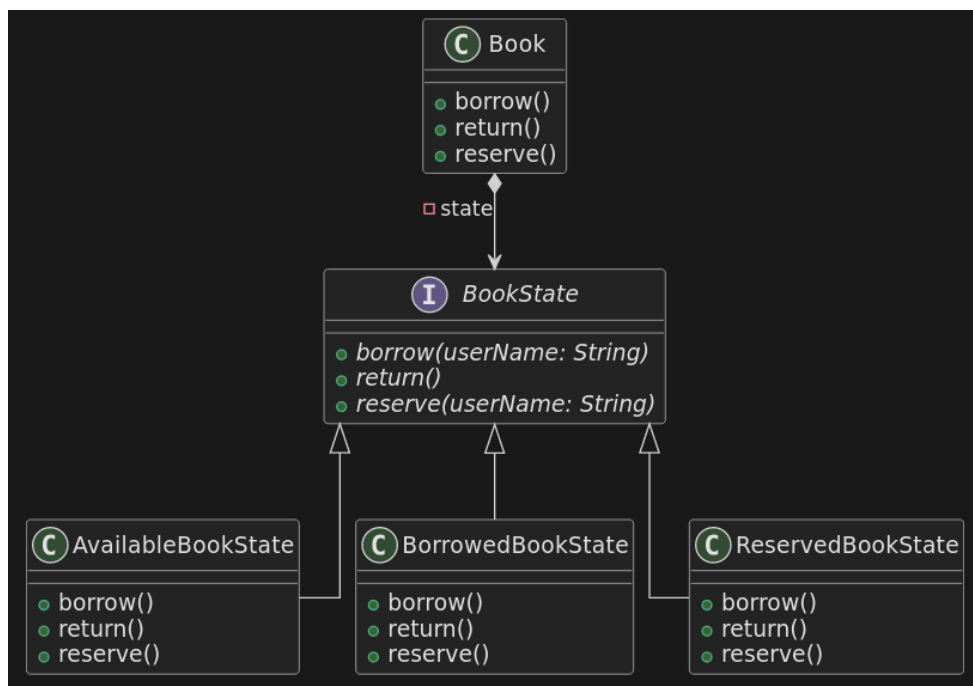 C Book
borrow()
return()
reserve()
state
I BookState
borrow(userName: String)
return()
reserve(userName: String)
C AvailableBookState
borrow()
return()
reserve()
C BorrowedBookState
borrow()
return()
reserve()
C ReservedBookState
borrow()
return()
reserve()